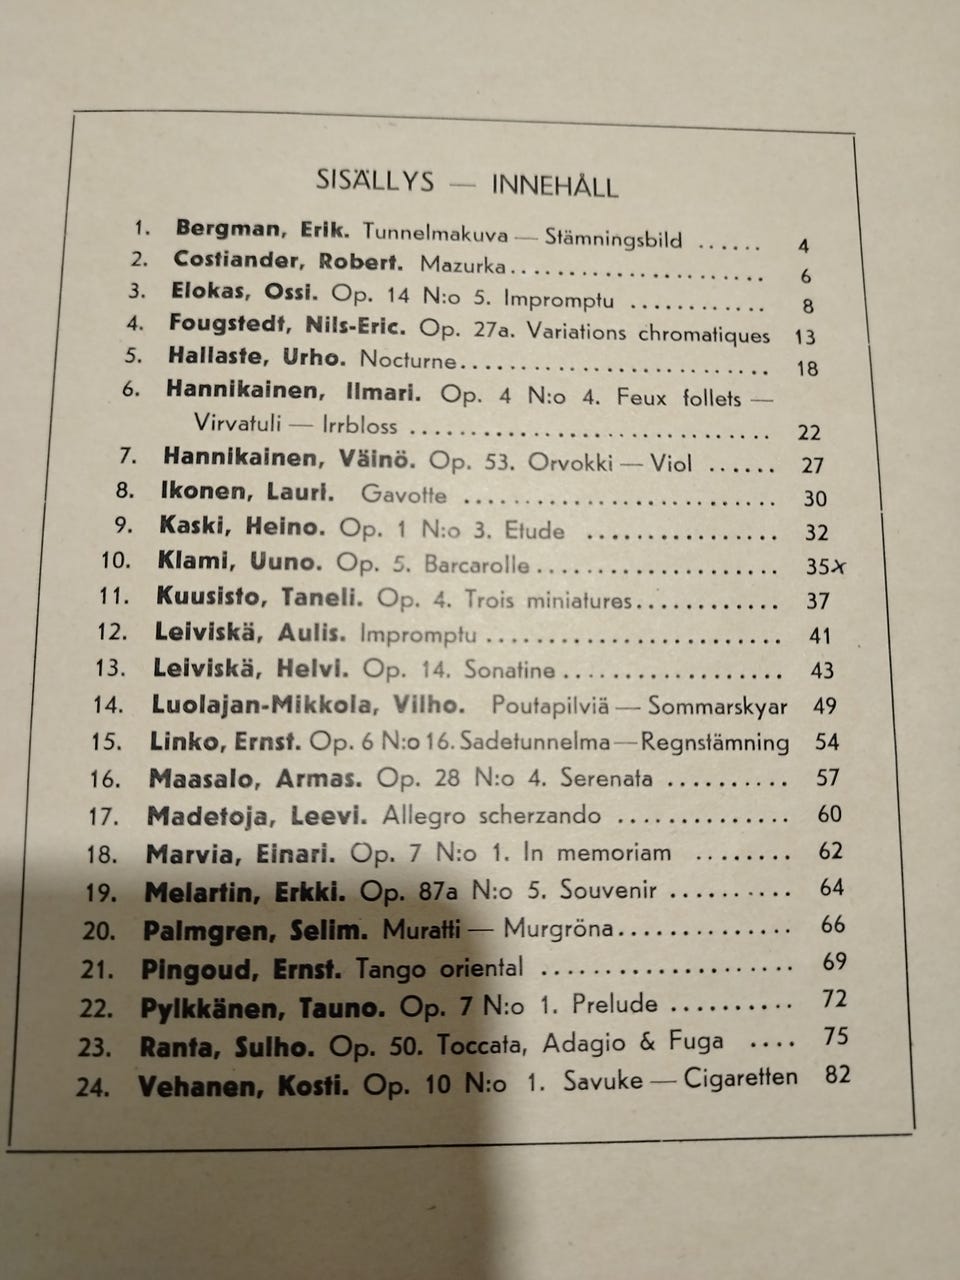 SISÄLLYS — INNEHÅLL
1. Bergman, Erik. Tunnelmakuva — Stämningsbild ...... 4
2. Costiander, Robert. Mazurka..................... 6
3. Elokas, Ossi. Op. 14 N:o 5. Impromptu ............ 8
4. Fougstedt, Nils-Eric. Op. 27a. Variations chromatiques 13
5. Hallaste, Urho. Nocturne......................... 18
6. Hannikainen, Ilmari. Op. 4 N:o 4. Feux follets —
Virvatuli — Irrbloss ............................. 22
7. Hannikainen, Väinö. Op. 53. Orvokki — Viol ...... 27
8. Ikonen, Lauri. Gavotte ......................... 30
9. Kaski, Heino. Op. 1 N:o 3. Etude ................ 32
10. Klami, Uuno. Op. 5. Barcarolle.................... 35x
11. Kuusisto, Taneli. Op. 4. Trois miniatures............ 37
12. Leiviskä, Aulis. Impromptu ........................ 41
13. Leiviskä, Helvi. Op. 14. Sonatine .................. 43
14. Luolajan-Mikkola, Vilho. Poutapilviä — Sommarskyar 49
15. Linko, Ernst. Op. 6 N:o 16. Sadetunnelma—Regnstämning 54
16. Maasalo, Armas. Op. 28 N:o 4. Serenata .......... 57
17. Madetoja, Leevi. Allegro scherzando .............. 60
18. Marvia, Einari. Op. 7 N:o 1. In memoriam ........ 62
19. Melartin, Erkki. Op. 87a N:o 5. Souvenir .......... 64
20. Palmgren, Selim. Muratti — Murgröna.............. 66
21. Pingoud, Ernst. Tango oriental .................... 69
22. Pylkkänen, Tauno. Op. 7 N:o 1. Prelude .......... 72
23. Ranta, Sulho. Op. 50. Toccata, Adagio & Fuga .... 75
24. Vehanen, Kosti. Op. 10 N:o 1. Savuke — Cigaretten 82